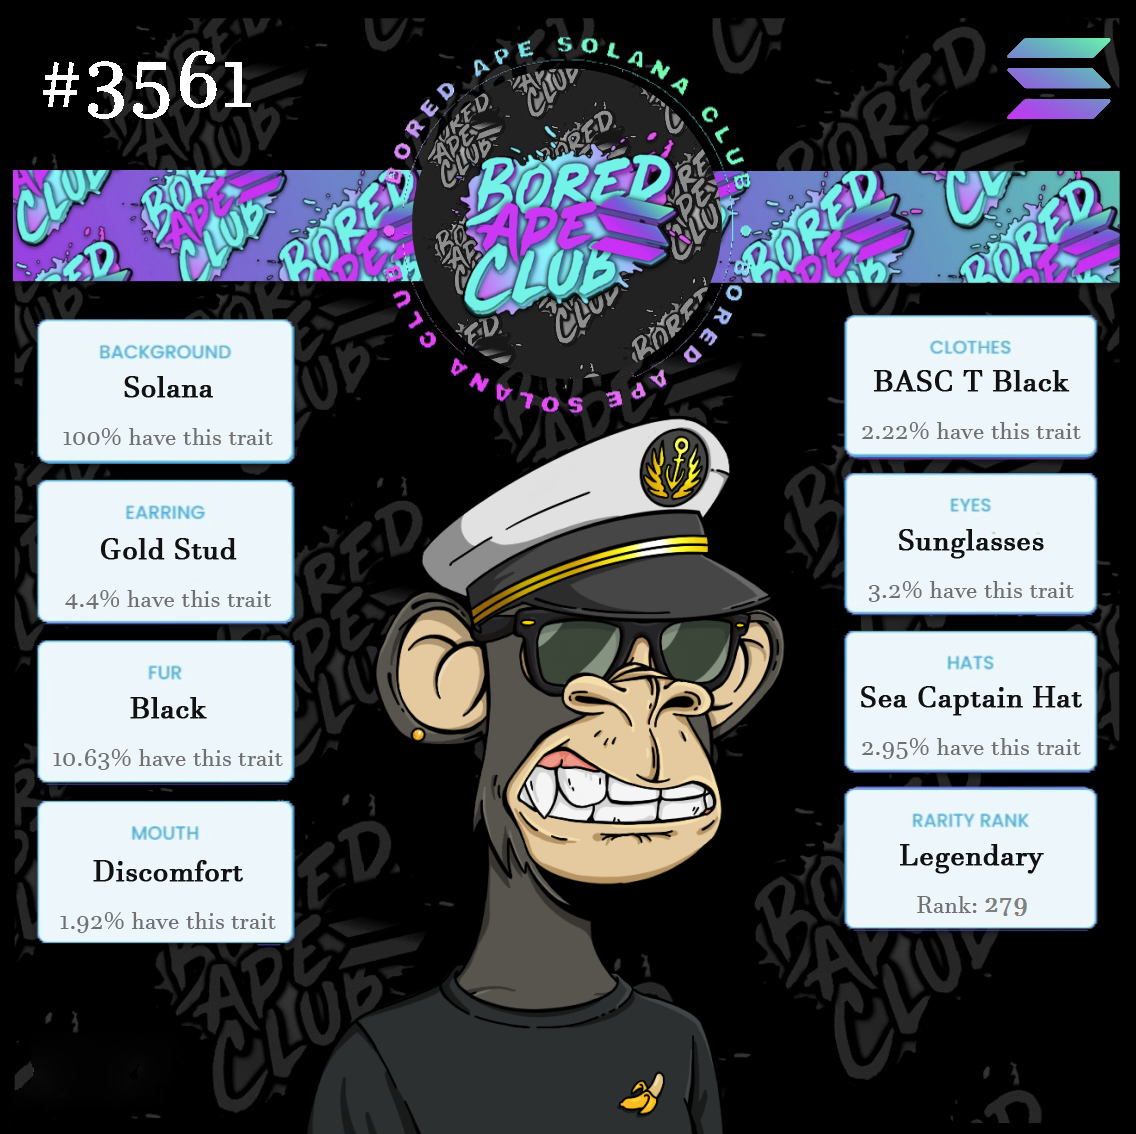 #3561
BORED APE SOLANA CLUB
BORED APE SOLANA CLUB
BORED
APE
CLUB
BACKGROUND
Solana
100% have this trait
EARRING
Gold Stud
4.4% have this trait
FUR
Black
10.63% have this trait
MOUTH
Discomfort
1.92% have this trait
CLOTHES
BASC T Black
2.22% have this trait
EYES
Sunglasses
3.2% have this trait
HATS
Sea Captain Hat
2.95% have this trait
RARITY RANK
Legendary
Rank: 279